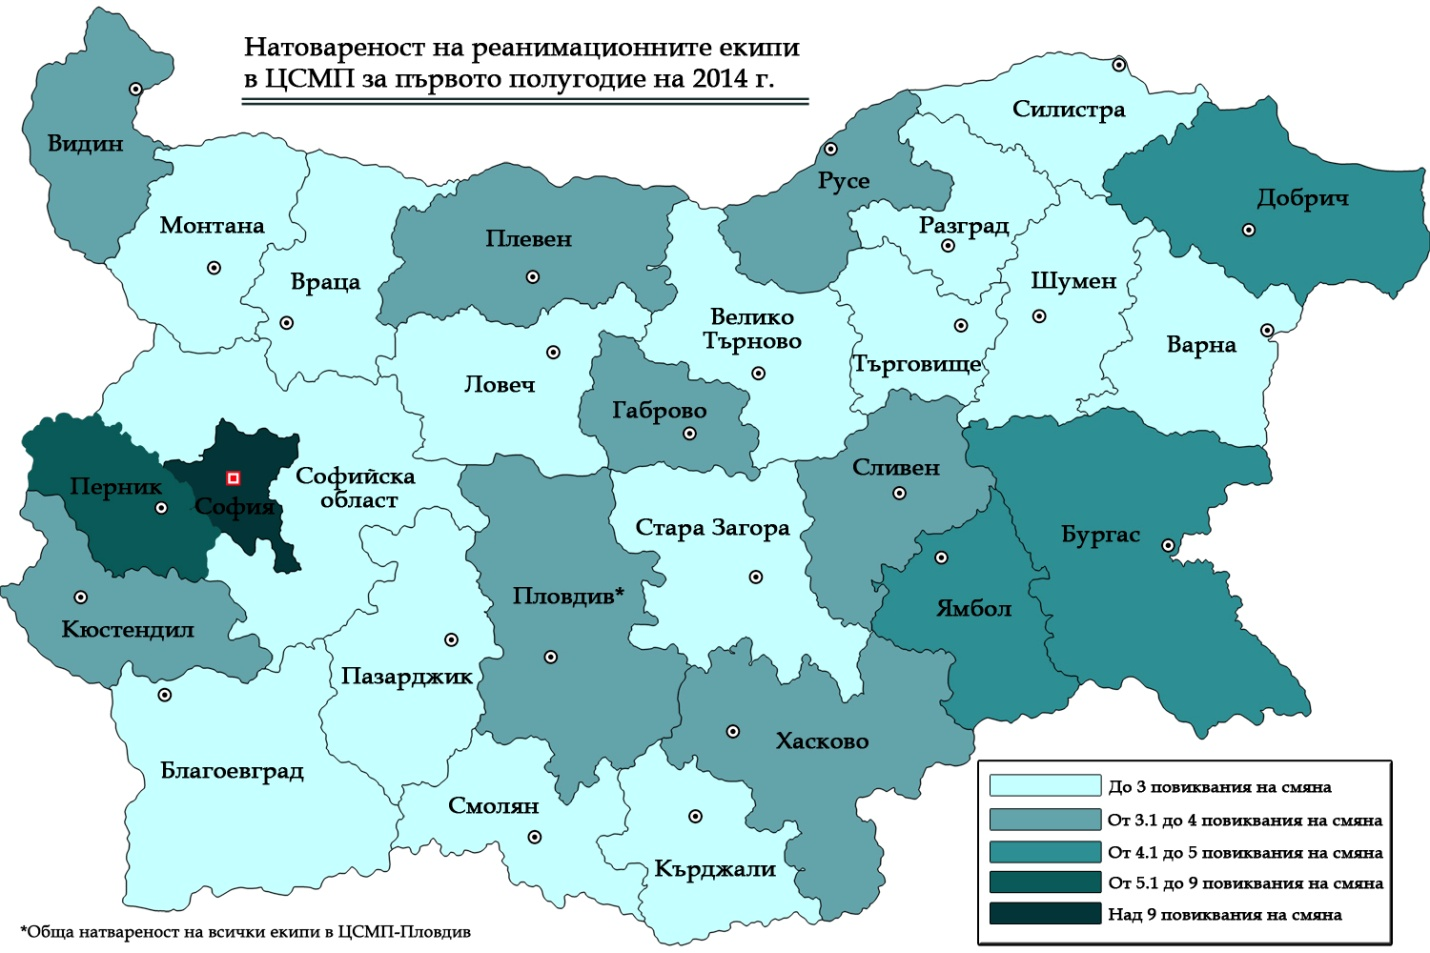 Натовареност на реанимационните екипи
в ЦСМП за първото полугодие на 2014 г.
Силистра
Видин
Русе
Добрич
Монтана
Разград
Плевен
Враца
Шумен
Велико
Търново
Варна
Търговище
Ловеч
Габрово
Сливен
Софийска
област
Перник
София
Стара Загора
Бургас
Пловдив*
Ямбол
Кюстендил
Пазарджик
Хасково
Благоевград
Смолян
Кърджали
До 3 повиквания на смяна
От 3.1 до 4 повиквания на смяна
От 4.1 до 5 повиквания на смяна
От 5.1 до 9 повиквания на смяна
Над 9 повиквания на смяна
*Обща натвареност на всички екипи в ЦСМП-Пловдив